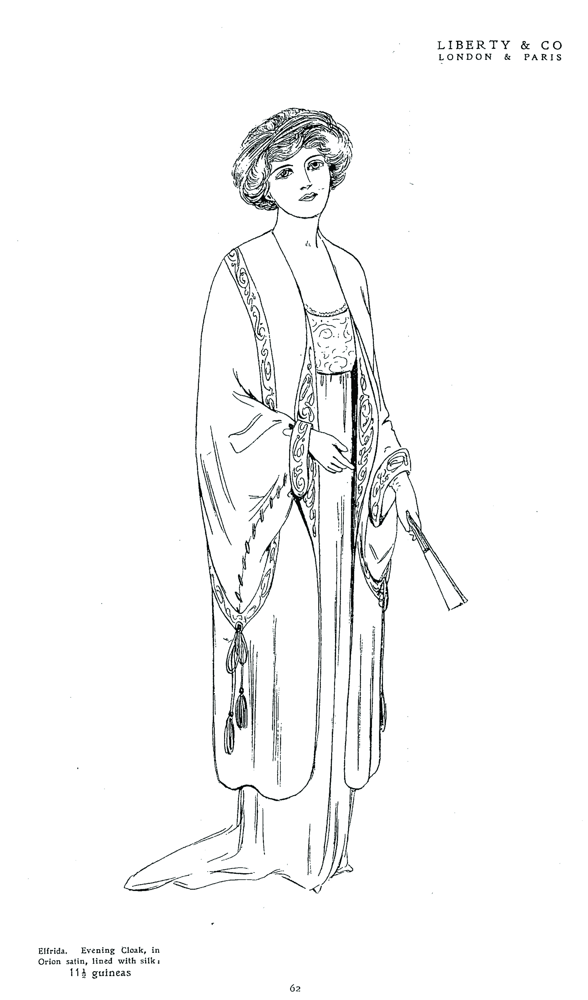 LIBERTY & CO
LONDON & PARIS
Elfrida. Evening Cloak, in
Orion satin, lined with silk:
11½ guineas
62